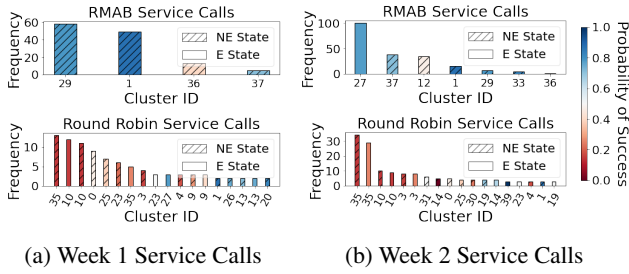 RMAB Service Calls
Frequency
60
40
20
0
NE State
E State
29 1 36 37
Cluster ID
Round Robin Service Calls
Frequency
10
5
0
NE State
E State
35 10 10 0 25 23 35 3 23 27 4 9 9 1 26 13 13 20
Cluster ID
(a) Week 1 Service Calls
RMAB Service Calls
Frequency
100
50
0
NE State
E State
27 37 12 1 29 33 36
Cluster ID
Round Robin Service Calls
Frequency
30
20
10
0
NE State
E State
35 35 10 10 3 3 31 14 0 25 30 19 14 39 23 4 1 19
Cluster ID
(b) Week 2 Service Calls
1.0
0.8
0.6
0.4
0.2
0.0
Probability of Success